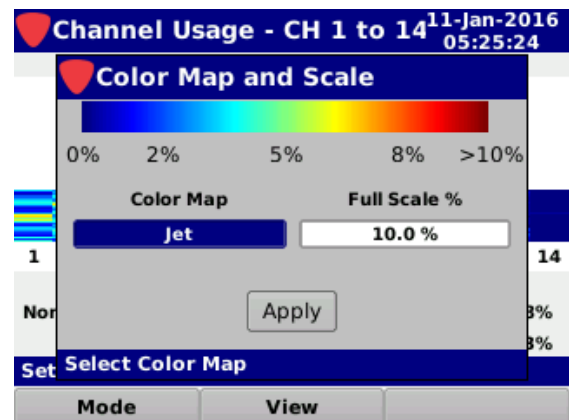 Channel Usage - CH 1 to 14
11-Jan-2016
05:25:24
Color Map and Scale
0% 2% 5% 8% >10%
Color Map Full Scale %
Jet 10.0 %
1 14
Apply
Select Color Map
Mode View